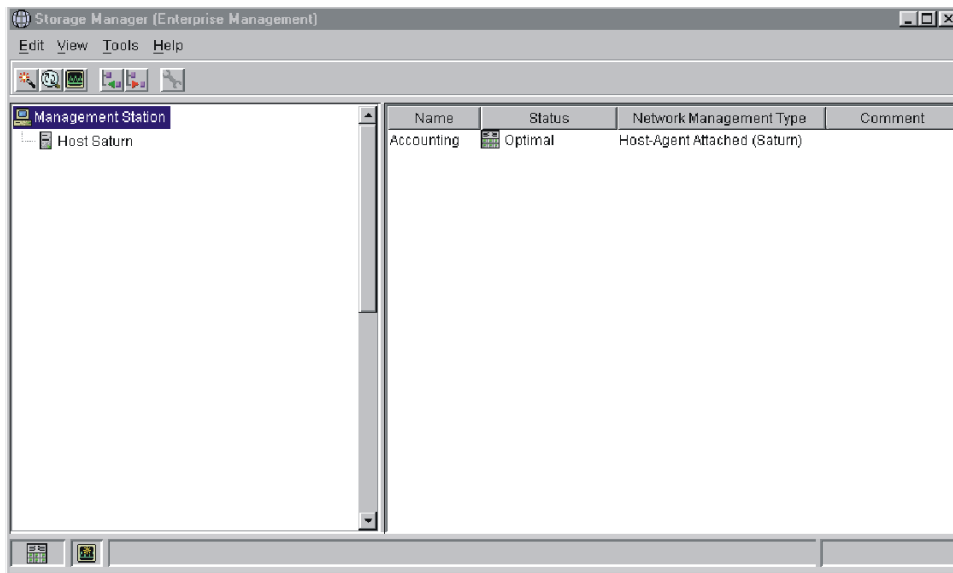 Storage Manager (Enterprise Management)
Edit View Tools Help
Management Station
Host Saturn
Name Status Network Management Type Comment
Accounting Optimal Host-Agent Attached (Saturn)